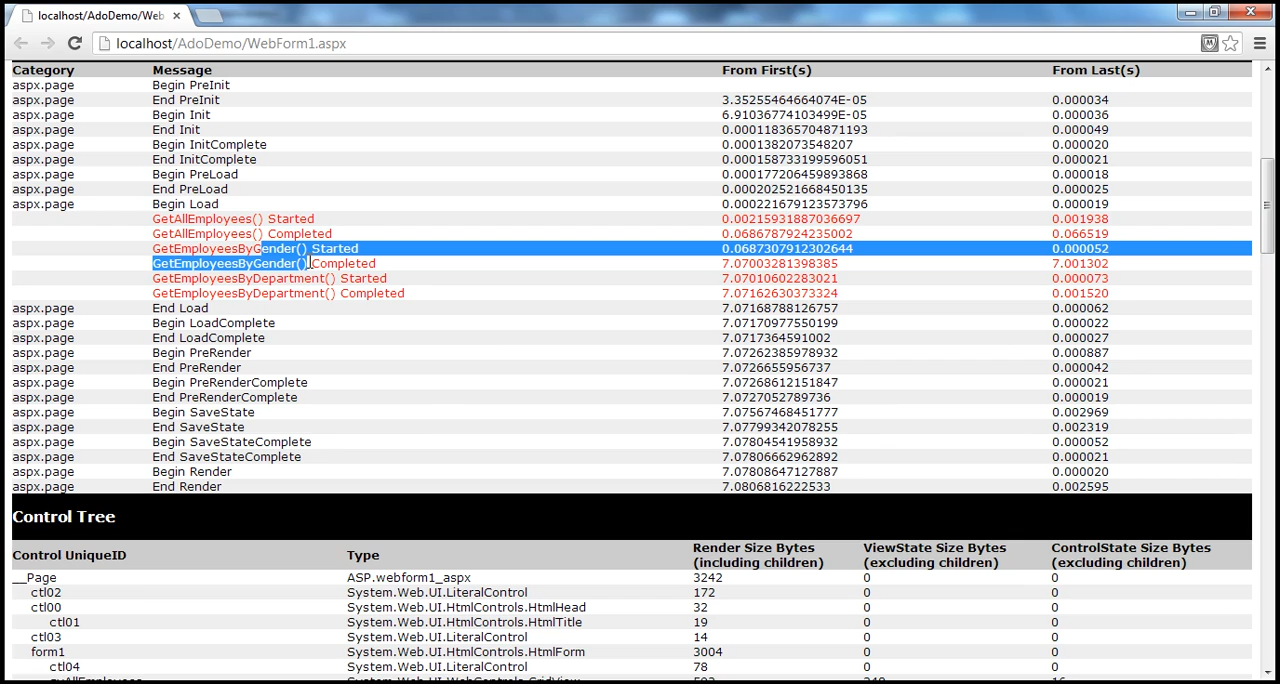 localhost/AdoDemo/Web
localhost/AdoDemo/WebForm1.aspx
Category Message From First(s) From Last(s)
aspx.page Begin PreInit
aspx.page End PreInit 3.35255464664074E-05 0.000034
aspx.page Begin Init 6.91036774103499E-05 0.000036
aspx.page End Init 0.000118365704871193 0.000049
aspx.page Begin InitComplete 0.0001382073548207 0.000020
aspx.page End InitComplete 0.000158733199596051 0.000021
aspx.page Begin PreLoad 0.000177206459893868 0.000018
aspx.page End PreLoad 0.000202521668450135 0.000025
aspx.page Begin Load 0.000221679123573796 0.000019
GetAllEmployees() Started 0.00215931887036697 0.001938
GetAllEmployees() Completed 0.0686787924235002 0.066519
GetEmployeesByGender() Started 0.0687307912302644 0.000052
GetEmployeesByGender() Completed 7.07003281398385 7.001302
GetEmployeesByDepartment() Started 7.07010602283021 0.000073
GetEmployeesByDepartment() Completed 7.07162630373324 0.001520
aspx.page End Load 7.07168788126757 0.000062
aspx.page Begin LoadComplete 7.07170977550199 0.000022
aspx.page End LoadComplete 7.0717364591002 0.000027
aspx.page Begin PreRender 7.07262385978932 0.000887
aspx.page End PreRender 7.0726655956737 0.000042
aspx.page Begin PreRenderComplete 7.07268612151847 0.000021
aspx.page End PreRenderComplete 7.0727052789736 0.000019
aspx.page Begin SaveState 7.07567468451777 0.002969
aspx.page End SaveState 7.07799342078255 0.002319
aspx.page Begin SaveStateComplete 7.07804541958932 0.000052
aspx.page End SaveStateComplete 7.07806662962892 0.000021
aspx.page Begin Render 7.07808647127887 0.000020
aspx.page End Render 7.0806816222533 0.002595
Control Tree
Control UniqueID Type Render Size Bytes (including children) ViewState Size Bytes (excluding children) ControlState Size Bytes (excluding children)
__Page ASP.webform1_aspx 3242 0 0
ctl02 System.Web.UI.LiteralControl 172 0 0
ctl00 System.Web.UI.HtmlControls.HtmlHead 32 0 0
ctl01 System.Web.UI.HtmlControls.HtmlTitle 19 0 0
ctl03 System.Web.UI.LiteralControl 14 0 0
form1 System.Web.UI.HtmlControls.HtmlForm 3004 0 0
ctl04 System.Web.UI.LiteralControl 78 0 0